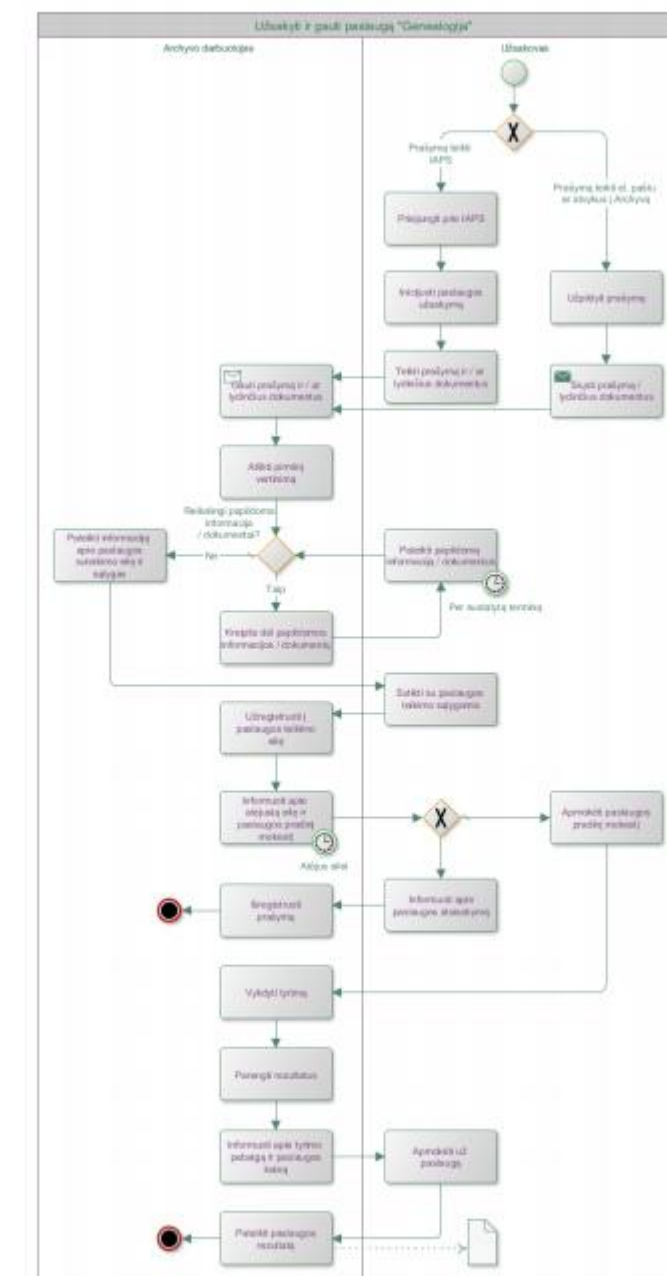 Užsakyti ir gauti paslaugą "Genealogija"
Archyvo darbuotojas
Užsakovas
Prašymą teikti
IAPS
Prašymą teikti el. paštu
ar atvykus į Archyvą
Prisijungti prie IAPS
Inicijuoti paslaugos
užsakymą
Užpildyti prašymą
Teikti prašymą ir / ar
lydinčius dokumentus
Siųsti prašymą /
lydinčius dokumentus
Gauti prašymą ir / ar
lydinčius dokumentus
Atlikti pirminį
vertinimą
Reikalingi papildoma
informacija
/ dokumentai?
Ne
Taip
Pateikti informaciją
apie paslaugos
suteikimo eilę ir
sąlygas
Pateikti papildomą
informaciją / dokumentus
Per nustatytą terminą
Kreiptis dėl papildomos
informacijos / dokumentų
Sutikti su paslaugos
teikimo sąlygomis
Užregistruoti į
paslaugos teikimo
eilę
Informuoti apie
atėjusią eilę ir
paslaugos pradinį
mokestį
Atėjus eilei
Apmokėti paslaugos
pradinį mokestį
Informuoti apie
paslaugos atsisakymą
Išregistruoti
prašymą
Vykdyti tyrimą
Parengti rezultatus
Informuoti apie tyrimo
pabaigą ir paslaugos
kainą
Apmokėti už
paslaugą
Pateikti paslaugos
rezultatą